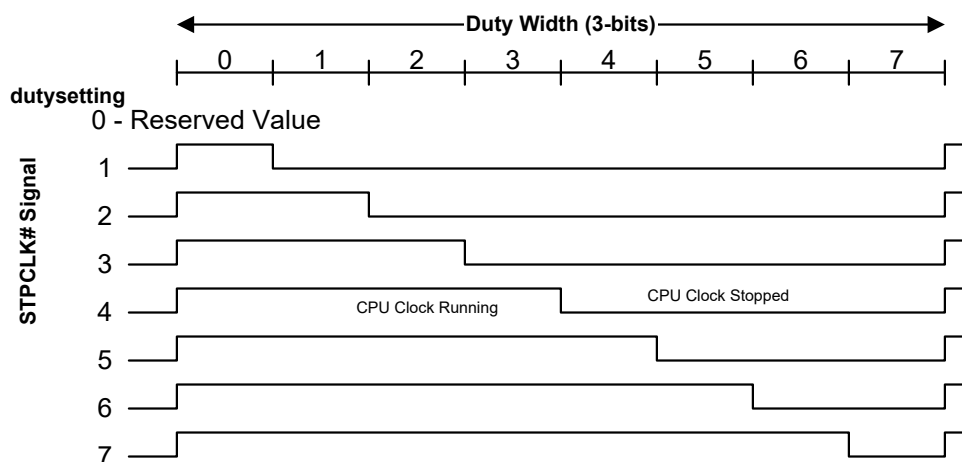 Duty Width (3-bits)
0 1 2 3 4 5 6 7
dutysetting
0 - Reserved Value
STPCLK# Signal
1
2
3
4
CPU Clock Running
CPU Clock Stopped
5
6
7